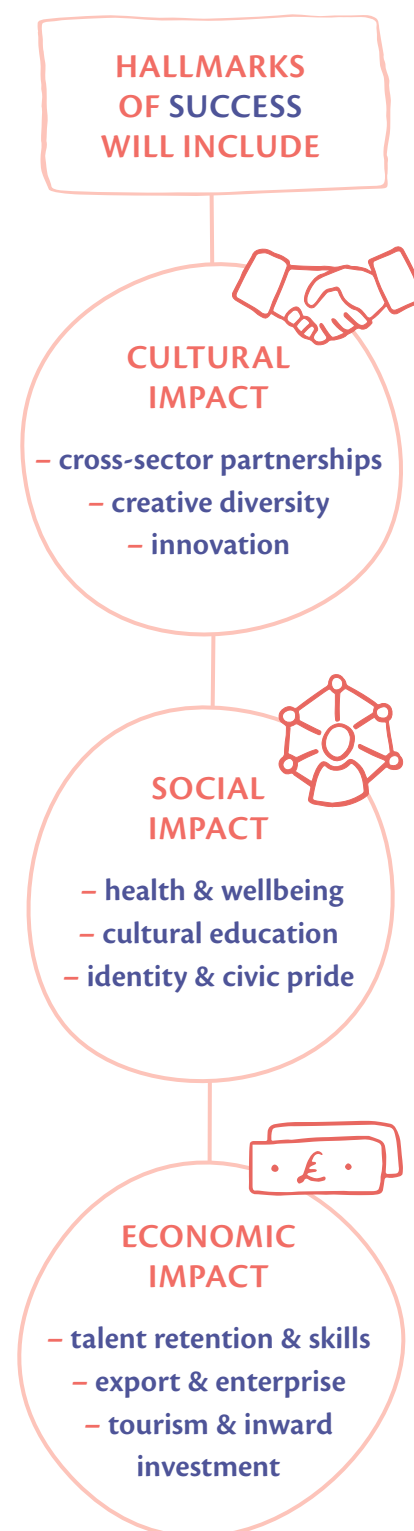 HALLMARKS
OF SUCCESS
WILL INCLUDE
CULTURAL
IMPACT
– cross-sector partnerships
– creative diversity
– innovation
SOCIAL
IMPACT
– health & wellbeing
– cultural education
– identity & civic pride
£
ECONOMIC
IMPACT
– talent retention & skills
– export & enterprise
– tourism & inward
investment